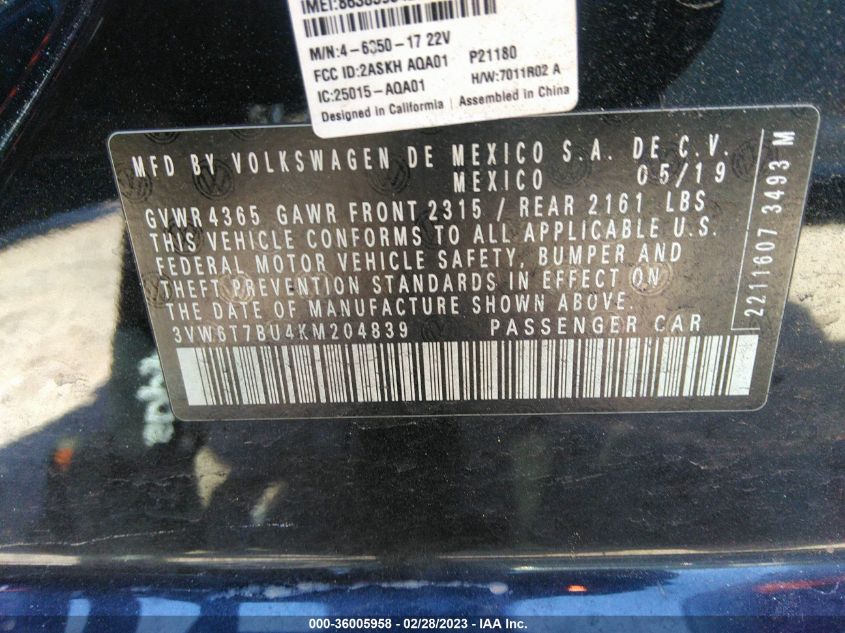 M/N:4-6350-17 22V
FCC ID:2ASKH AQA01 P21180
IC:25015-AQA01 H/W:7011R02 A
Designed in California | Assembled in China
MFD BY VOLKSWAGEN DE MEXICO S.A. DE C.V.
MEXICO 05/19
GVWR 4365 GAWR FRONT 2315 / REAR 2161 LBS
THIS VEHICLE CONFORMS TO ALL APPLICABLE U.S.
FEDERAL MOTOR VEHICLE SAFETY, BUMPER AND
THEFT PREVENTION STANDARDS IN EFFECT ON
THE DATE OF MANUFACTURE SHOWN ABOVE.
3VW6T7BU4KM204839 PASSENGER CAR
2211607 3493 M
000-36005958 - 02/28/2023 - IAA Inc.